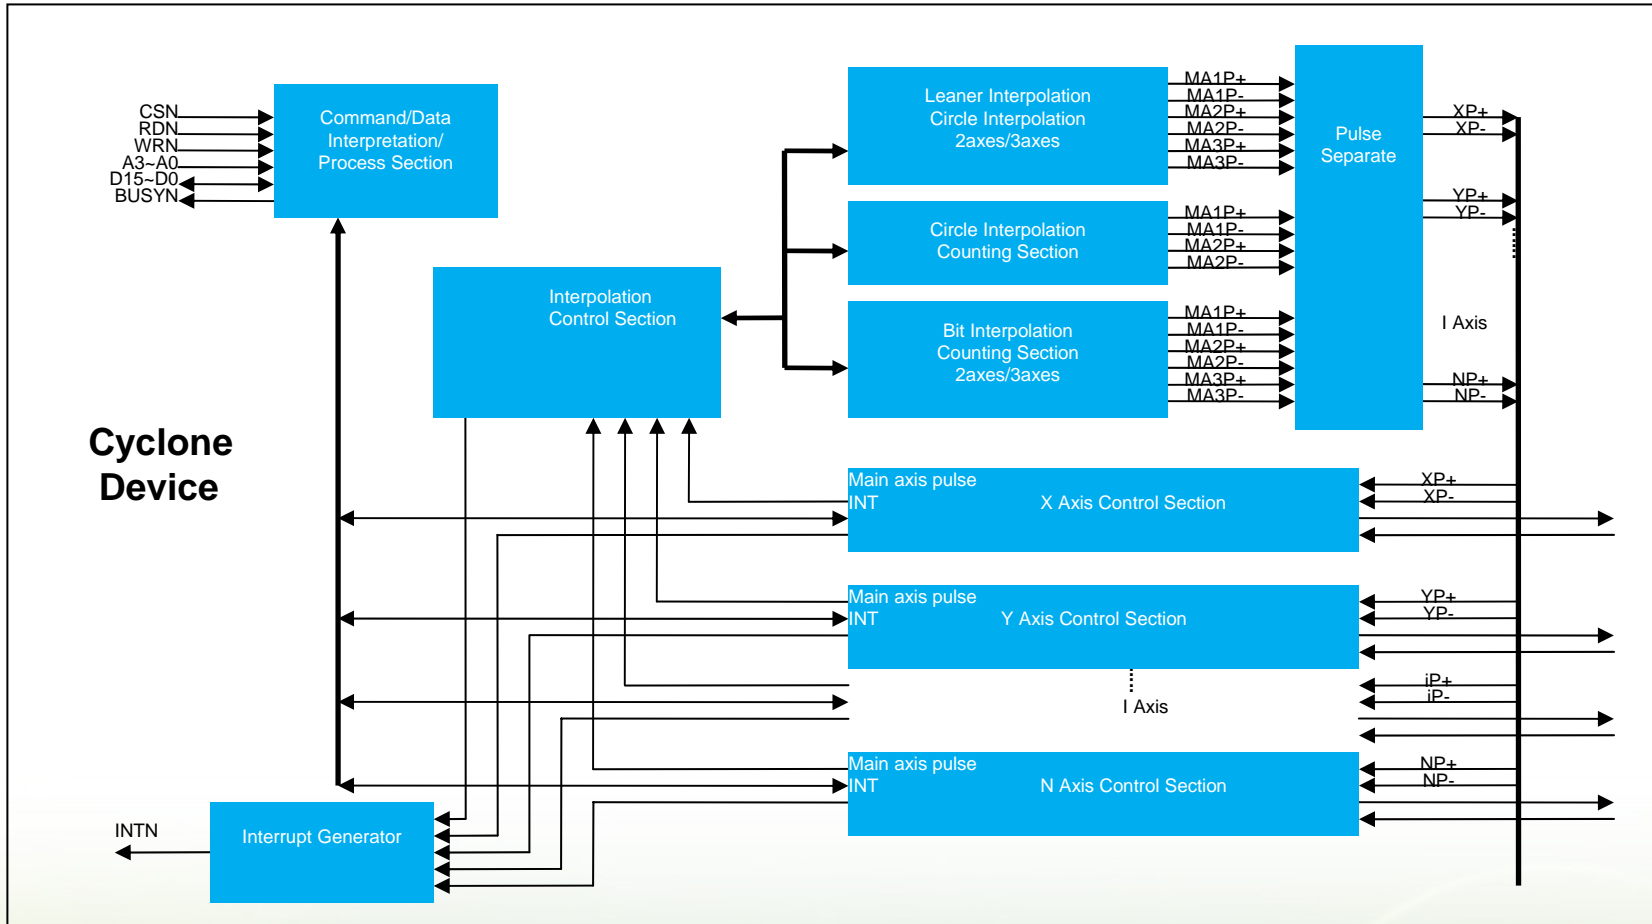 CSN
RDN
WRN
A3~A0
D15~D0
BUSYN
Command/Data
Interpretation/
Process Section
Leaner Interpolation
Circle Interpolation
2axes/3axes
MA1P+
MA1P-
MA2P+
MA2P-
MA3P+
MA3P-
Pulse
Separate
XP+
XP-
YP+
YP-
Circle Interpolation
Counting Section
MA1P+
MA1P-
MA2P+
MA2P-
Interpolation
Control Section
Bit Interpolation
Counting Section
2axes/3axes
MA1P+
MA1P-
MA2P+
MA2P-
MA3P+
MA3P-
I Axis
NP+
NP-
Cyclone
Device
Main axis pulse
INT
X Axis Control Section
XP+
XP-
Main axis pulse
INT
Y Axis Control Section
YP+
YP-
I Axis
iP+
iP-
Main axis pulse
INT
N Axis Control Section
NP+
NP-
INTN
Interrupt Generator